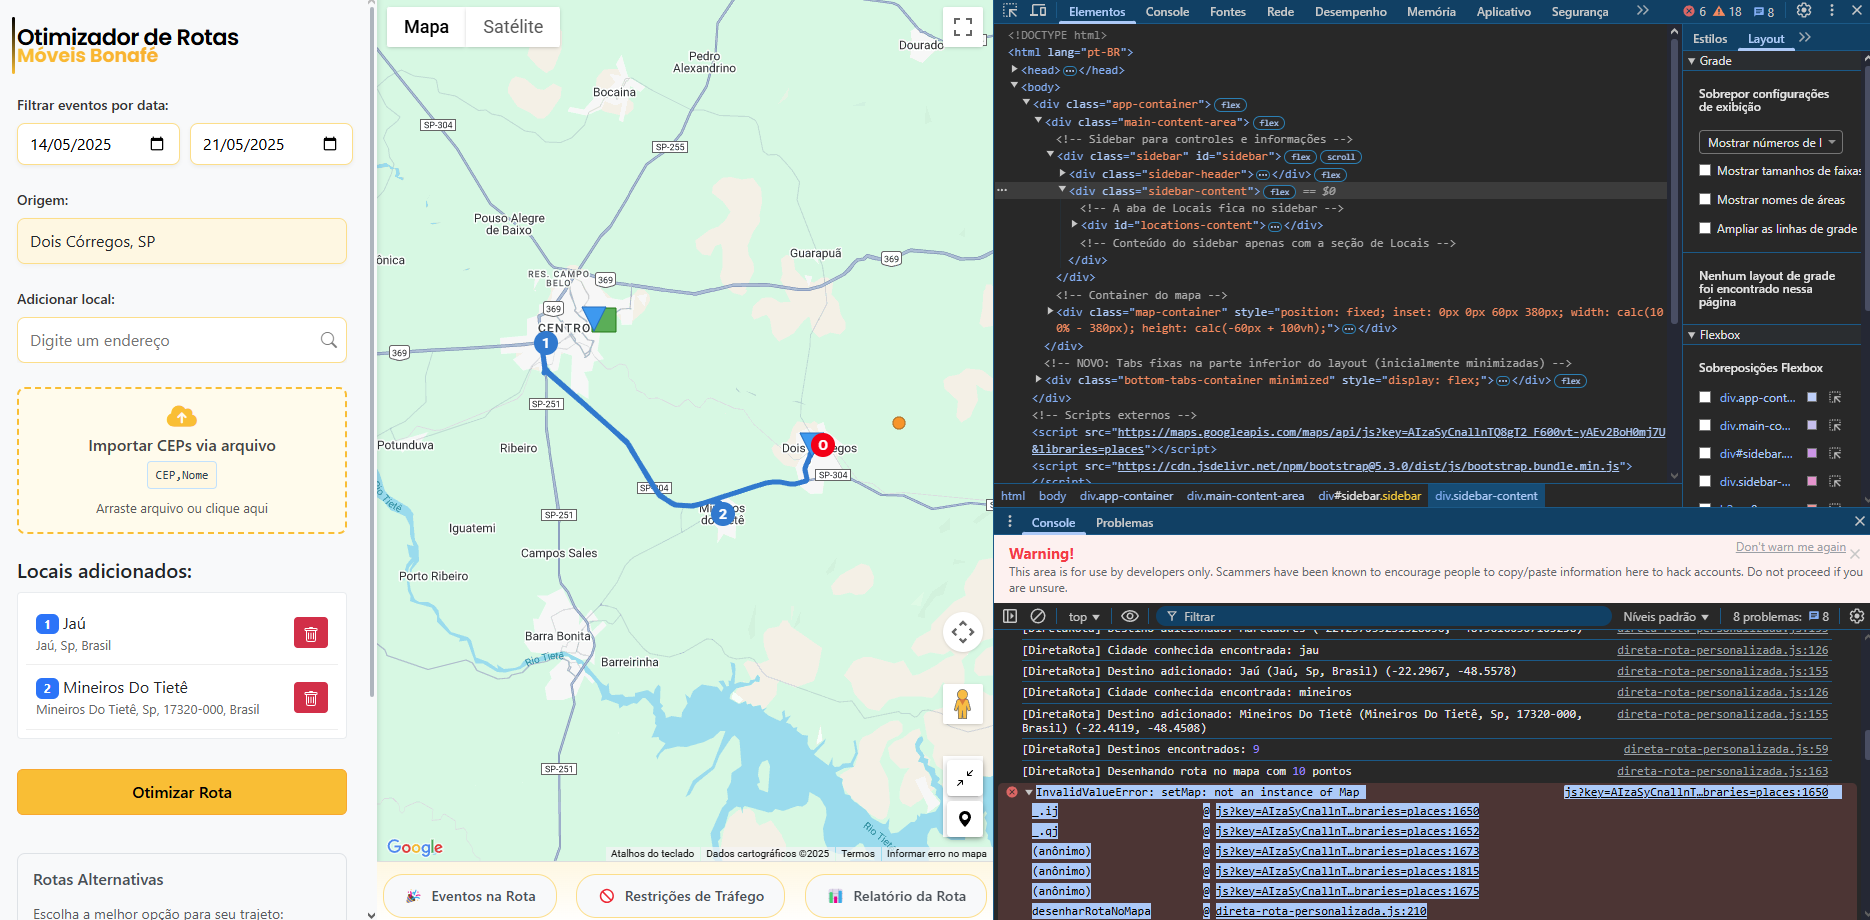 Otimizador de Rotas
Móveis Bonafé
Filtrar eventos por data:
14/05/2025
21/05/2025
Origem:
Dois Córregos, SP
Adicionar local:
Digite um endereço
Importar CEPs via arquivo
CEP,Nome
Arraste arquivo ou clique aqui
Locais adicionados:
1 Jaú
Jaú, Sp, Brasil
2 Mineiros Do Tietê
Mineiros Do Tietê, Sp, 17320-000, Brasil
Otimizar Rota
Rotas Alternativas
Escolha a melhor opção para seu trajeto:
Mapa
Satélite
Dourado
Pedro
Alexandrino
Bocaina
SP-304
SP-255
Pouso Alegre
de Baixo
ônica
Guarapuã
369
RES. CAMPO
BELO
369
369
CENTRO
1
369
SP-251
Potunduva
Ribeiro
Dois Córregos
O
SP-304
SP-304
Mineiros
do Tietê
2
Rio Tietê
Iguatemi
SP-251
Campos Sales
Porto Ribeiro
Barra Bonita
Rio Tietê
Barreirinha
SP-251
Rio Tietê
Google
Atalhos do teclado
Dados cartográficos ©2025
Termos
Informar erro no mapa
Eventos na Rota
Restrições de Tráfego
Relatório da Rota
Elementos
Console
Fontes
Rede
Desempenho
Memória
Aplicativo
Segurança
6
18
8
<!DOCTYPE html>
<html lang="pt-BR">
<head> </head>
<body>
<div class="app-container"> flex
<div class="main-content-area"> flex
<!-- Sidebar para controles e informações -->
<div class="sidebar" id="sidebar"> flex scroll
<div class="sidebar-header"> </div> flex
<div class="sidebar-content"> flex == $0
<!-- A aba de Locais fica no sidebar -->
<div id="locations-content"> </div>
<!-- Conteúdo do sidebar apenas com a seção de Locais -->
</div>
</div>
<!-- Container do mapa -->
<div class="map-container" style="position: fixed; inset: 0px 0px 60px 380px; width: calc(10
0% - 380px); height: calc(-60px + 100vh);"> </div>
</div>
<!-- NOVO: Tabs fixas na parte inferior do layout (inicialmente minimizadas) -->
<div class="bottom-tabs-container minimized" style="display: flex;"> </div> flex
</div>
<!-- Scripts externos -->
<script src="https://maps.googleapis.com/maps/api/js?key=AIzaSyCnallnTQ8gT2_F600vt-yAEv2BoH0mj7U
&libraries=places"></script>
<script src="https://cdn.jsdelivr.net/npm/bootstrap@5.3.0/dist/js/bootstrap.bundle.min.js">
</script>
html body div.app-container div.main-content-area div#sidebar.sidebar div.sidebar-content
Estilos
Layout
Grade
Sobrepor configurações
de exibição
Mostrar números de l
Mostrar tamanhos de faixas
Mostrar nomes de áreas
Ampliar as linhas de grade
Nenhum layout de grade
foi encontrado nessa
página
Flexbox
Sobreposições Flexbox
div.app-cont...
div.main-co...
div#sidebar....
div.sidebar-...
Console
Problemas
Warning!
Don't warn me again
This area is for use by developers only. Scammers have been known to encourage people to copy/paste information here to hack accounts. Do not proceed if you
are unsure.
top
Filtrar
Níveis padrão
8 problemas: 8
[DiretaRota] Cidade conhecida encontrada: jau direta-rota-personalizada.js:126
[DiretaRota] Destino adicionado: Jaú (Jaú, Sp, Brasil) (-22.2967, -48.5578) direta-rota-personalizada.js:155
[DiretaRota] Cidade conhecida encontrada: mineiros direta-rota-personalizada.js:126
[DiretaRota] Destino adicionado: Mineiros Do Tietê (Mineiros Do Tietê, Sp, 17320-000, direta-rota-personalizada.js:155
Brasil) (-22.4119, -48.4508)
[DiretaRota] Destinos encontrados: 9 direta-rota-personalizada.js:59
[DiretaRota] Desenhando rota no mapa com 10 pontos direta-rota-personalizada.js:163
InvalidValueError: setMap: not an instance of Map js?key=AIzaSyCnallnT…braries=places:1650
_.ij @ js?key=AIzaSyCnallnT…braries=places:1650
_.qj @ js?key=AIzaSyCnallnT…braries=places:1652
(anônimo) @ js?key=AIzaSyCnallnT…braries=places:1673
(anônimo) @ js?key=AIzaSyCnallnT…braries=places:1815
(anônimo) @ js?key=AIzaSyCnallnT…braries=places:1675
desenharRotaNoMapa @ direta-rota-personalizada.js:210